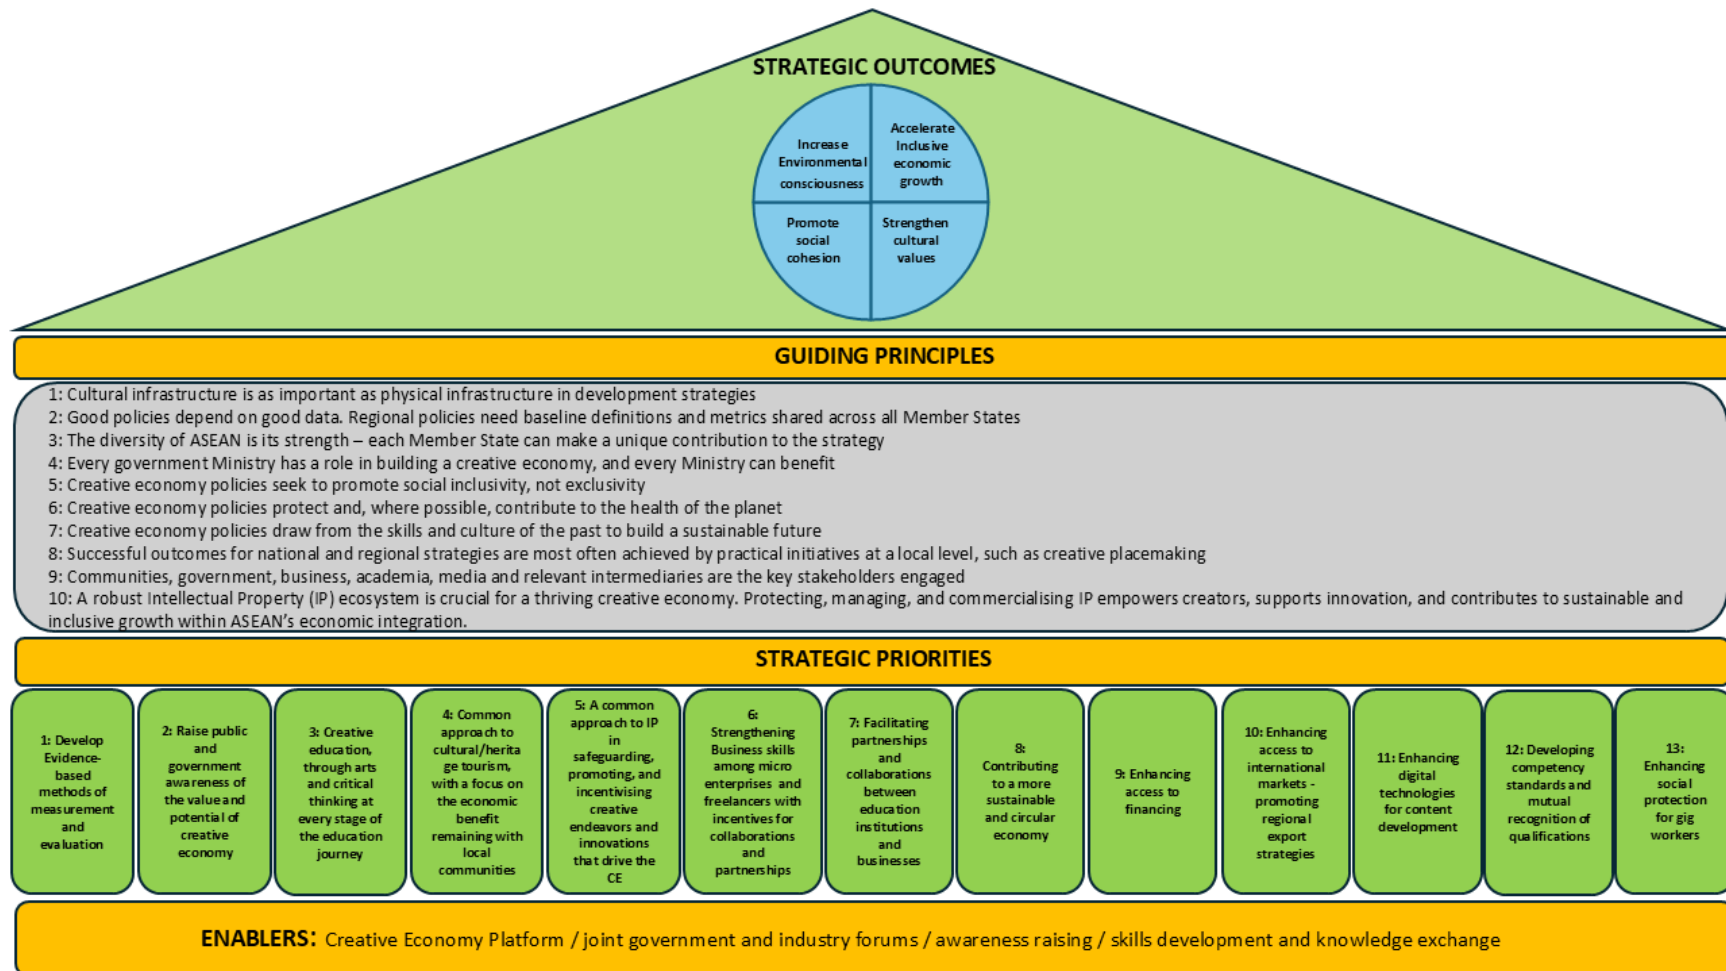 STRATEGIC OUTCOMES
Increase
Environmental
consciousness
Accelerate
Inclusive
economic
growth
Promote
social
cohesion
Strengthen
cultural
values
GUIDING PRINCIPLES
1: Cultural infrastructure is as important as physical infrastructure in development strategies
2: Good policies depend on good data. Regional policies need baseline definitions and metrics shared across all Member States
3: The diversity of ASEAN is its strength – each Member State can make a unique contribution to the strategy
4: Every government Ministry has a role in building a creative economy, and every Ministry can benefit
5: Creative economy policies seek to promote social inclusivity, not exclusivity
6: Creative economy policies protect and, where possible, contribute to the health of the planet
7: Creative economy policies draw from the skills and culture of the past to build a sustainable future
8: Successful outcomes for national and regional strategies are most often achieved by practical initiatives at a local level, such as creative placemaking
9: Communities, government, business, academia, media and relevant intermediaries are the key stakeholders engaged
10: A robust Intellectual Property (IP) ecosystem is crucial for a thriving creative economy. Protecting, managing, and commercialising IP empowers creators, supports innovation, and contributes to sustainable and
inclusive growth within ASEAN's economic integration.
STRATEGIC PRIORITIES
1: Develop
Evidence-
based
methods of
measurement
and
evaluation
2: Raise public
and
government
awareness of
the value and
potential of
creative
economy
3: Creative
education,
through arts
and critical
thinking at
every stage of
the education
journey
4: Common
approach to
cultural/herita
ge tourism,
with a focus on
the economic
benefit
remaining with
local
communities
5: A common
approach to IP
in
safeguarding,
promoting, and
incentivising
creative
endeavors and
innovations
that drive the
CE
6:
Strengthening
Business skills
among micro
enterprises and
freelancers with
incentives for
collaborations
and
partnerships
7: Facilitating
partnerships
and
collaborations
between
education
institutions
and
businesses
8:
Contributing
to a more
sustainable
and circular
economy
9: Enhancing
access to
financing
10: Enhancing
access to
international
markets -
promoting
regional
export
strategies
11: Enhancing
digital
technologies
for content
development
12: Developing
competency
standards and
mutual
recognition of
qualifications
13:
Enhancing
social
protection
for gig
workers
ENABLERS: Creative Economy Platform / joint government and industry forums / awareness raising / skills development and knowledge exchange